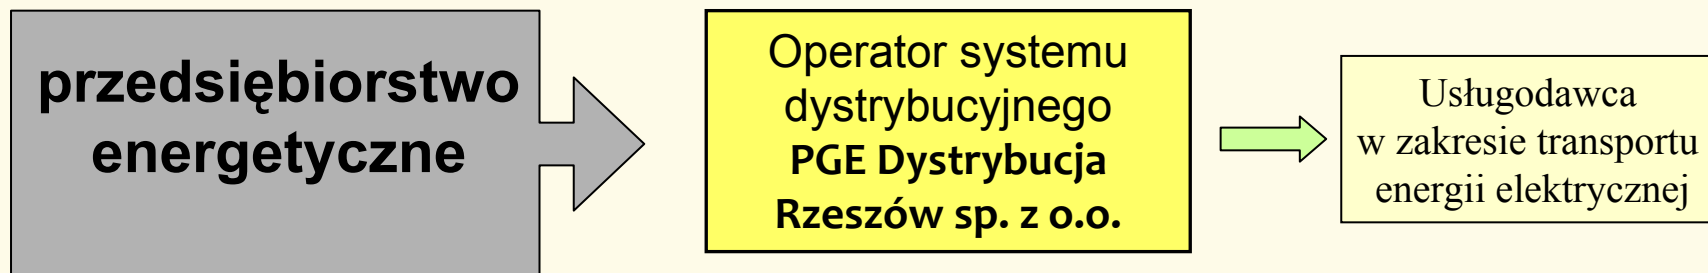 przedsiębiorstwo
energetyczne
Operator systemu
dystrybucyjnego
PGE Dystrybucja
Rzeszów sp. z o.o.
Usługodawca
w zakresie transportu
energii elektrycznej